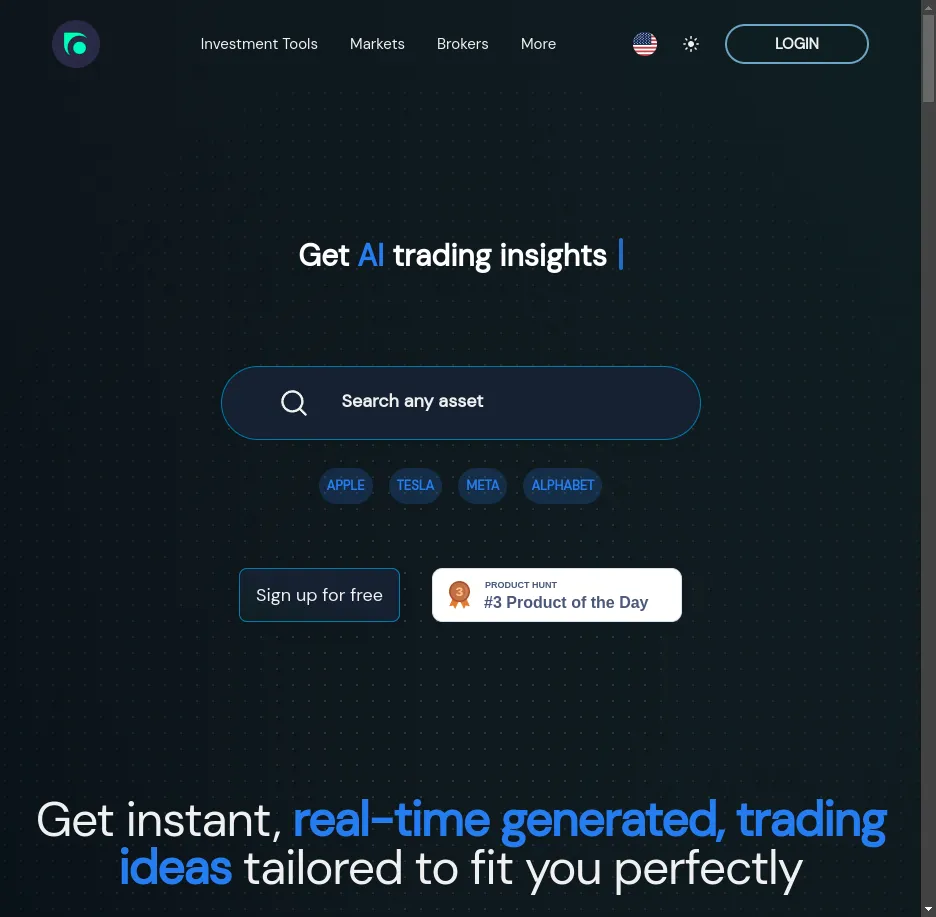 Investment Tools
Markets
Brokers
More
LOGIN
Get AI trading insights
Search any asset
APPLE
TESLA
META
ALPHABET
Sign up for free
3
PRODUCT HUNT
#3 Product of the Day
Get instant, real-time generated, trading
ideas tailored to fit you perfectly